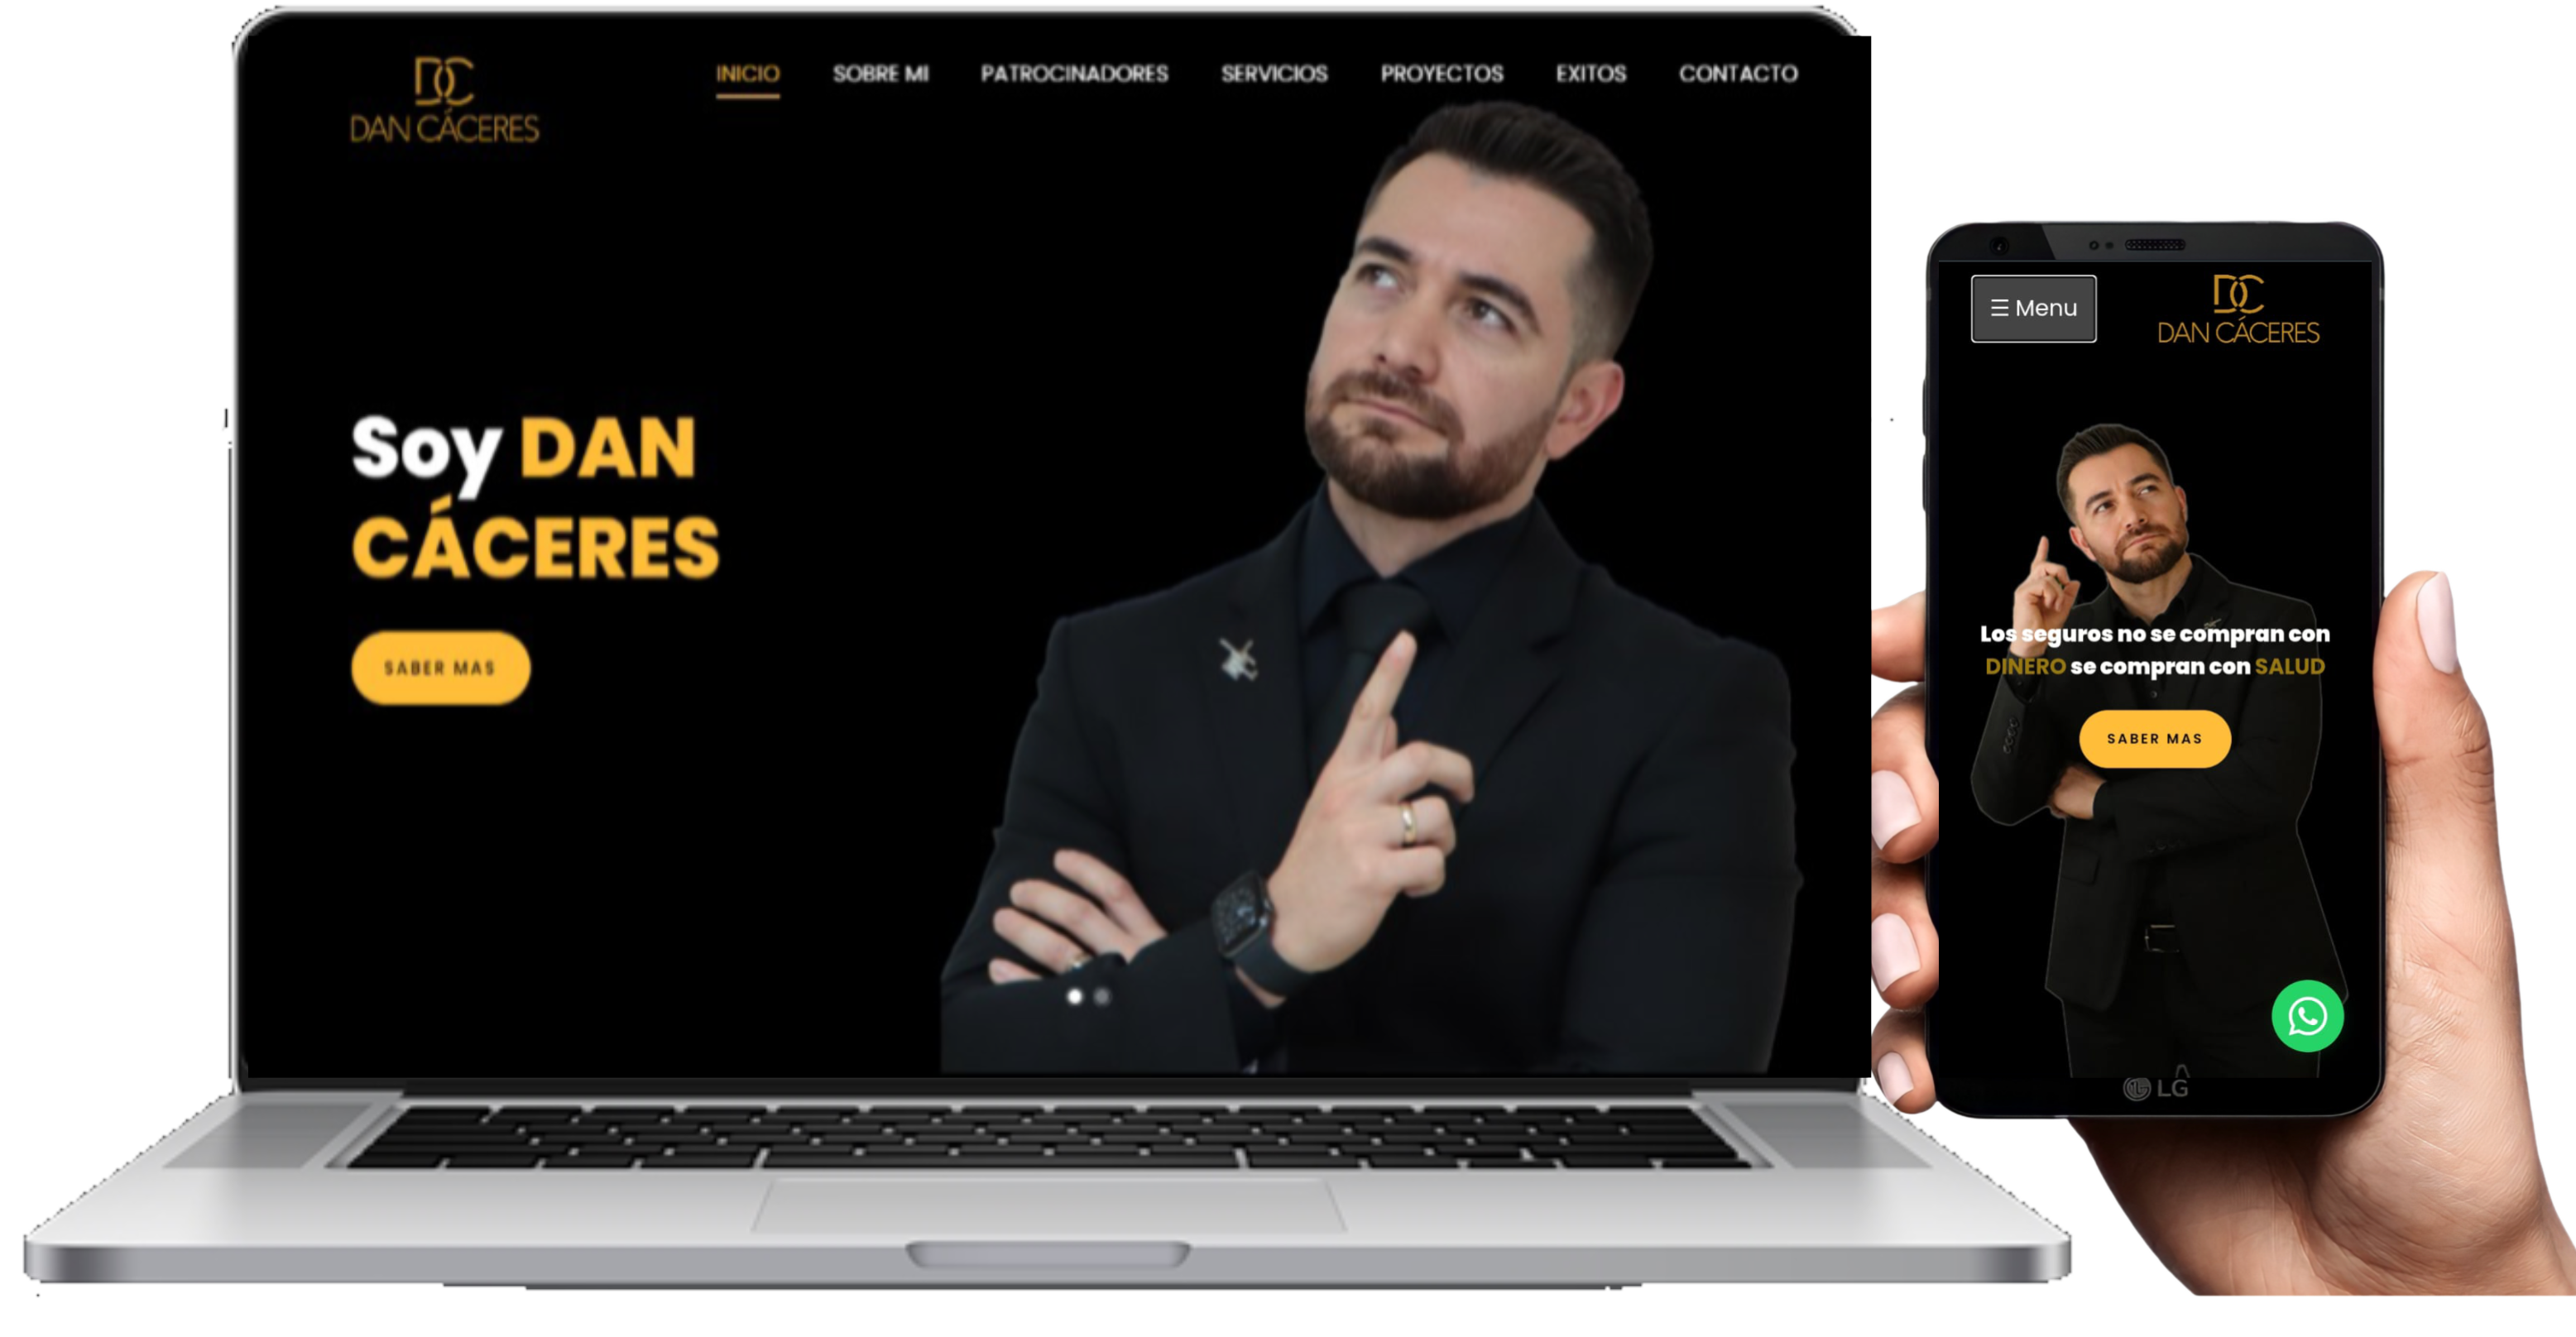 DC
DAN CÁCERES
INICIO SOBRE MI PATROCINADORES SERVICIOS PROYECTOS EXITOS CONTACTO
Soy DAN
CÁCERES
SABER MAS
☰ Menu
DC
DAN CÁCERES
Los seguros no se compran con
DINERO se compran con SALUD
SABER MAS
LG